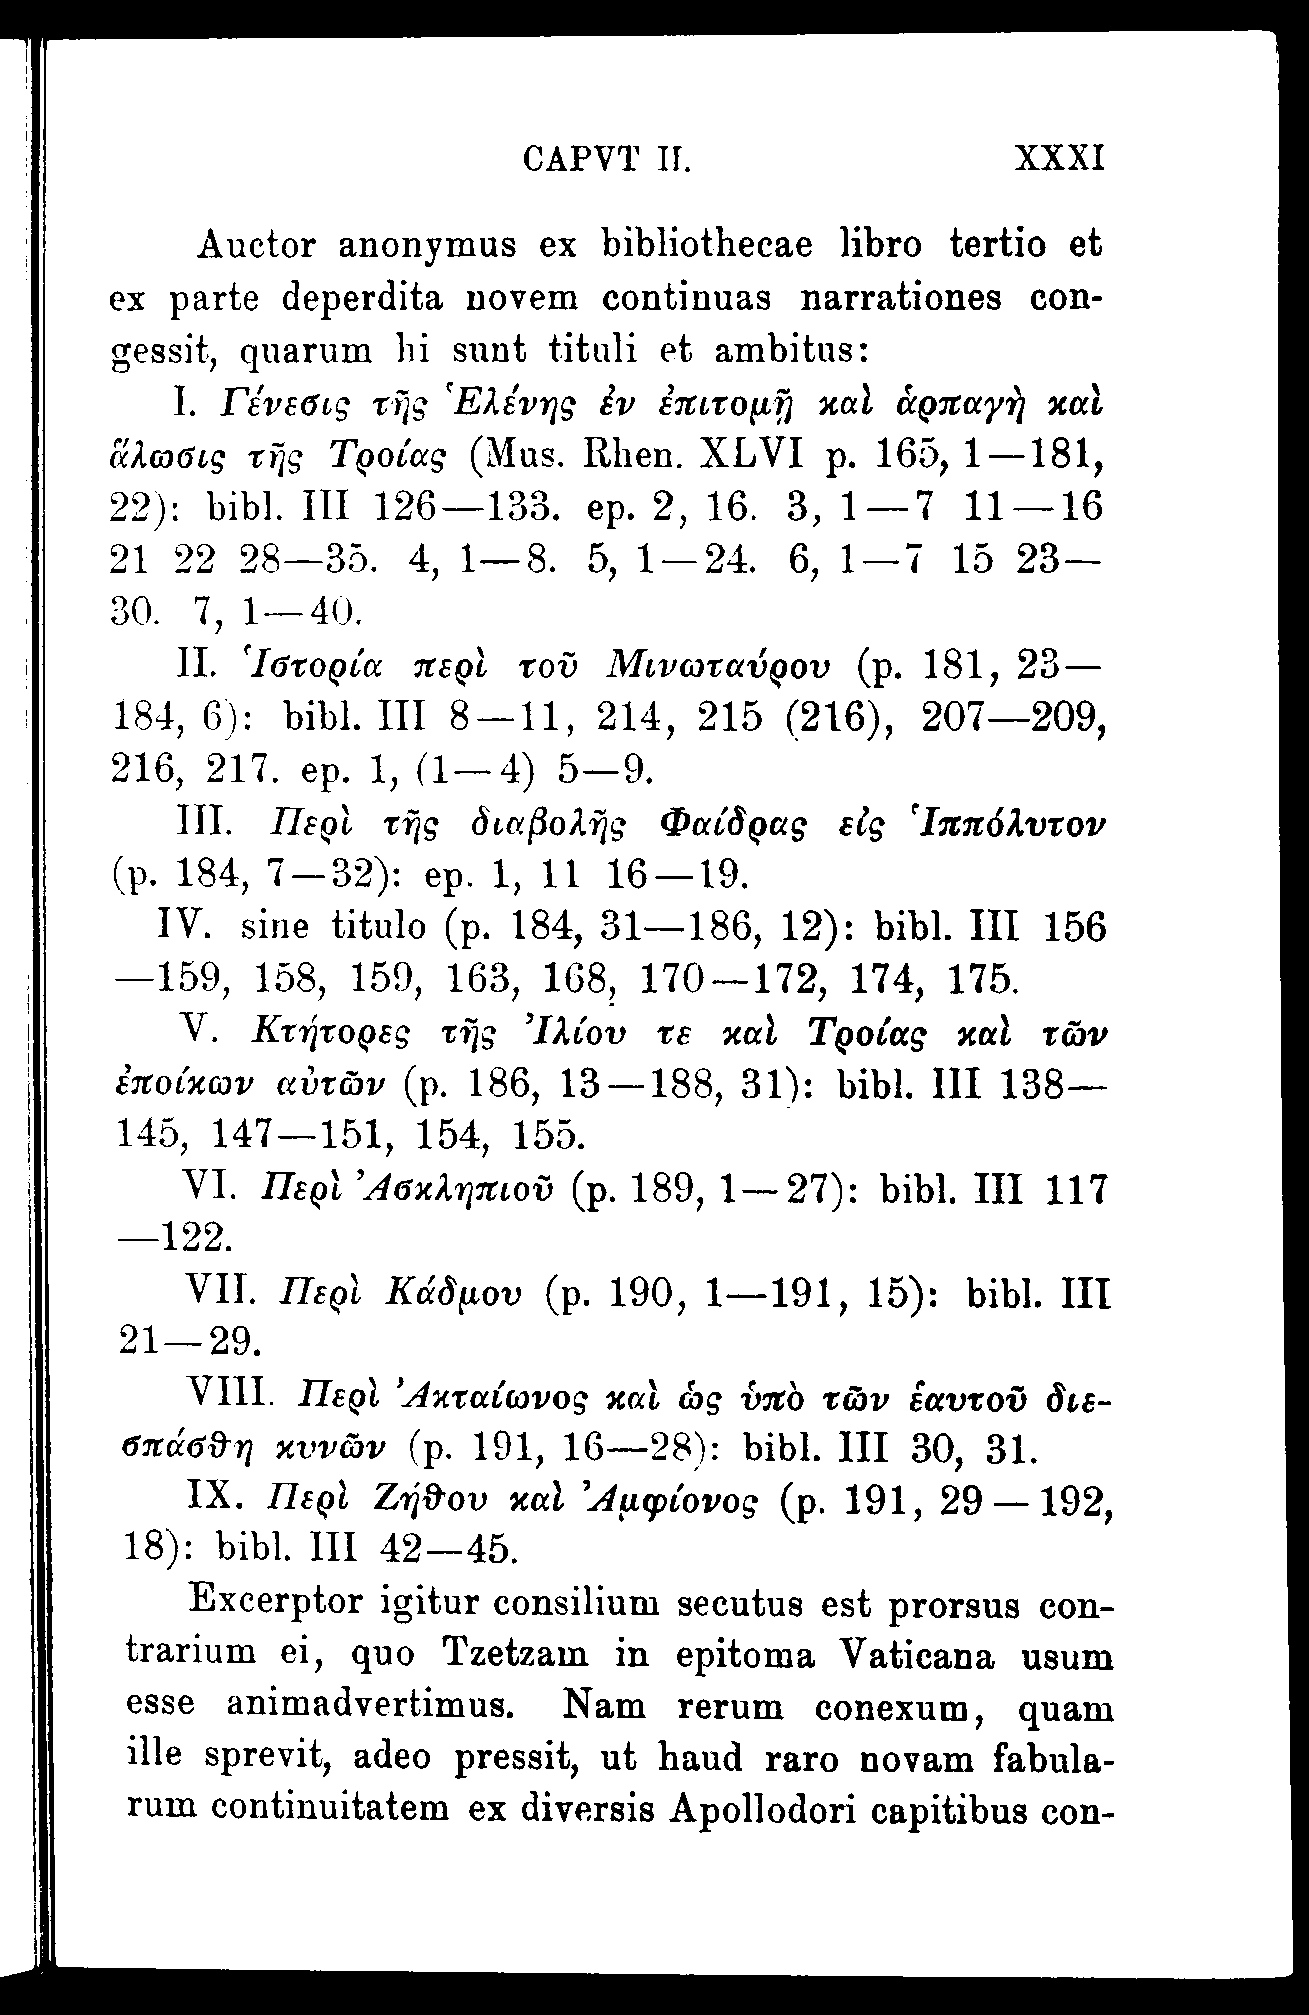 CAPVT II. XXXI
Auctor anonymus ex bibliothecae libro tertio et
ex parte deperdita novem continuas narrationes con-
gessit, quarum hi sunt tituli et ambitus:
I. Γένεσις τῆς Ἑλένης ἐν ἐπιτομῇ καὶ ἁρπαγὴ καὶ
ἅλωσις τῆς Τροίας (Mus. Rhen. XLVI p. 165, 1—181,
22): bibl. III 126—133. ep. 2, 16. 3, 1—7 11—16
21 22 28—35. 4, 1—8. 5, 1—24. 6, 1—7 15 23—
30. 7, 1—40.
II. Ἱστορία περὶ τοῦ Μινωταύρου (p. 181, 23—
184, 6): bibl. III 8—11, 214, 215 (216), 207—209,
216, 217. ep. 1, (1—4) 5—9.
III. Περὶ τῆς διαβολῆς Φαίδρας εἰς Ἱππόλυτον
(p. 184, 7—32): ep. 1, 11 16—19.
IV. sine titulo (p. 184, 31—186, 12): bibl. III 156
—159, 158, 159, 163, 168, 170—172, 174, 175.
V. Κτήτορες τῆς Ἰλίου τε καὶ Τροίας καὶ τῶν
ἐποίκων αὐτῶν (p. 186, 13—188, 31): bibl. III 138—
145, 147—151, 154, 155.
VI. Περὶ Ἀσκληπιοῦ (p. 189, 1—27): bibl. III 117
—122.
VII. Περὶ Κάδμου (p. 190, 1—191, 15): bibl. III
21—29.
VIII. Περὶ Ἀκταίωνος καὶ ὡς ὑπὸ τῶν ἑαυτοῦ διε-
σπάσθη κυνῶν (p. 191, 16—28): bibl. III 30, 31.
IX. Περὶ Ζήθου καὶ Ἀμφίονος (p. 191, 29—192,
18): bibl. III 42—45.
Excerptor igitur consilium secutus est prorsus con-
trarium ei, quo Tzetzam in epitoma Vaticana usum
esse animadvertimus. Nam rerum conexum, quam
ille sprevit, adeo pressit, ut haud raro novam fabula-
rum continuitatem ex diversis Apollodori capitibus con-